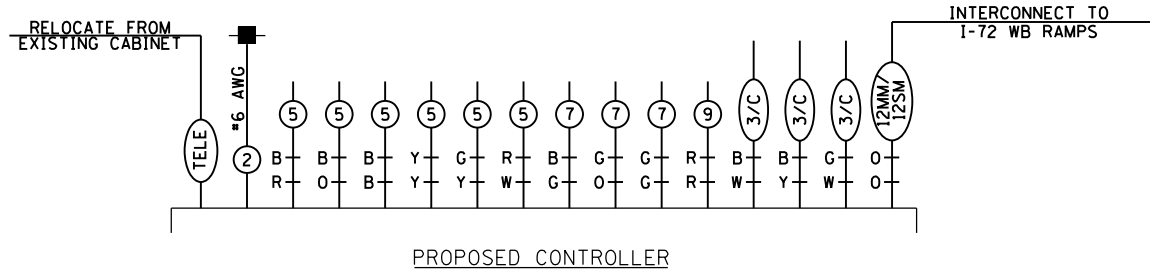 RELOCATE FROM
EXISTING CABINET
INTERCONNECT TO
I-72 WB RAMPS
TELE
#6 AWG
2
5 5 5 5 5 5 7 7 7 9 3/C 3/C 3/C 12MM/
12SM
B B B Y G R B G G R B B G O
R O B Y Y W G O G R W Y W O
PROPOSED CONTROLLER